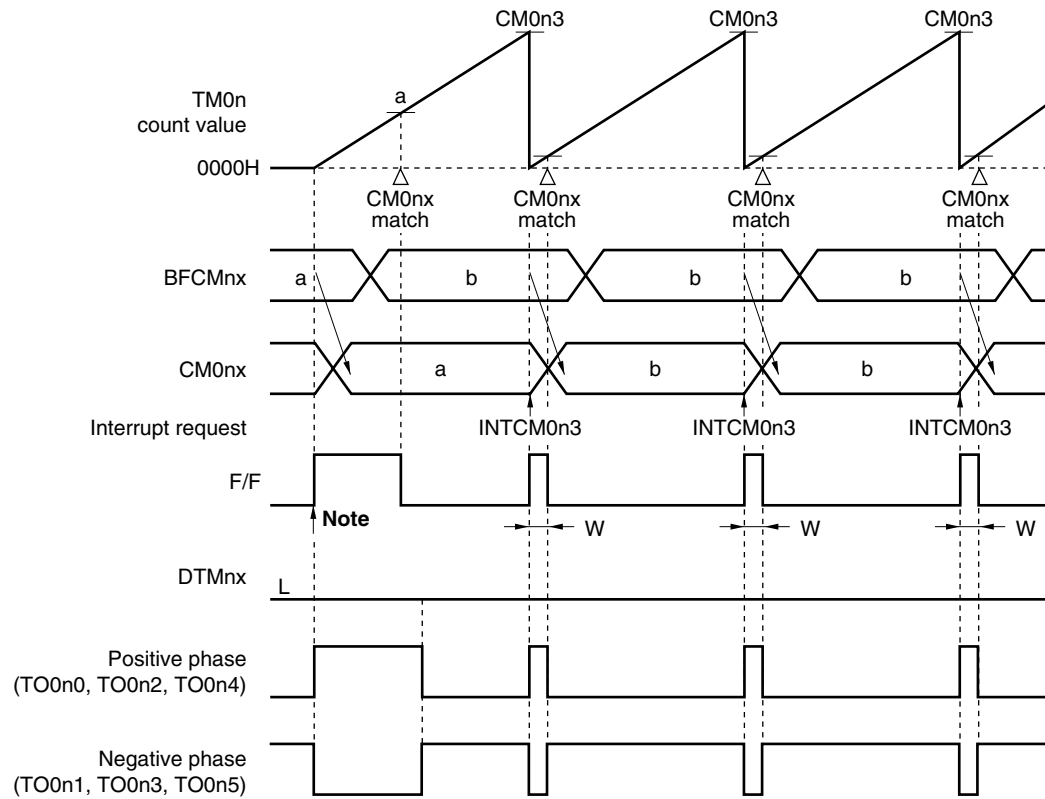 CM0n3 CM0n3 CM0n3
a
TM0n
count value
0000H
CM0nx
match
CM0nx
match
CM0nx
match
CM0nx
match
BFCMnx a b b b
CM0nx a b b
Interrupt request INTCM0n3 INTCM0n3 INTCM0n3
F/F
Note W W W
DTMnx
L
Positive phase
(TO0n0, TO0n2, TO0n4)
Negative phase
(TO0n1, TO0n3, TO0n5)